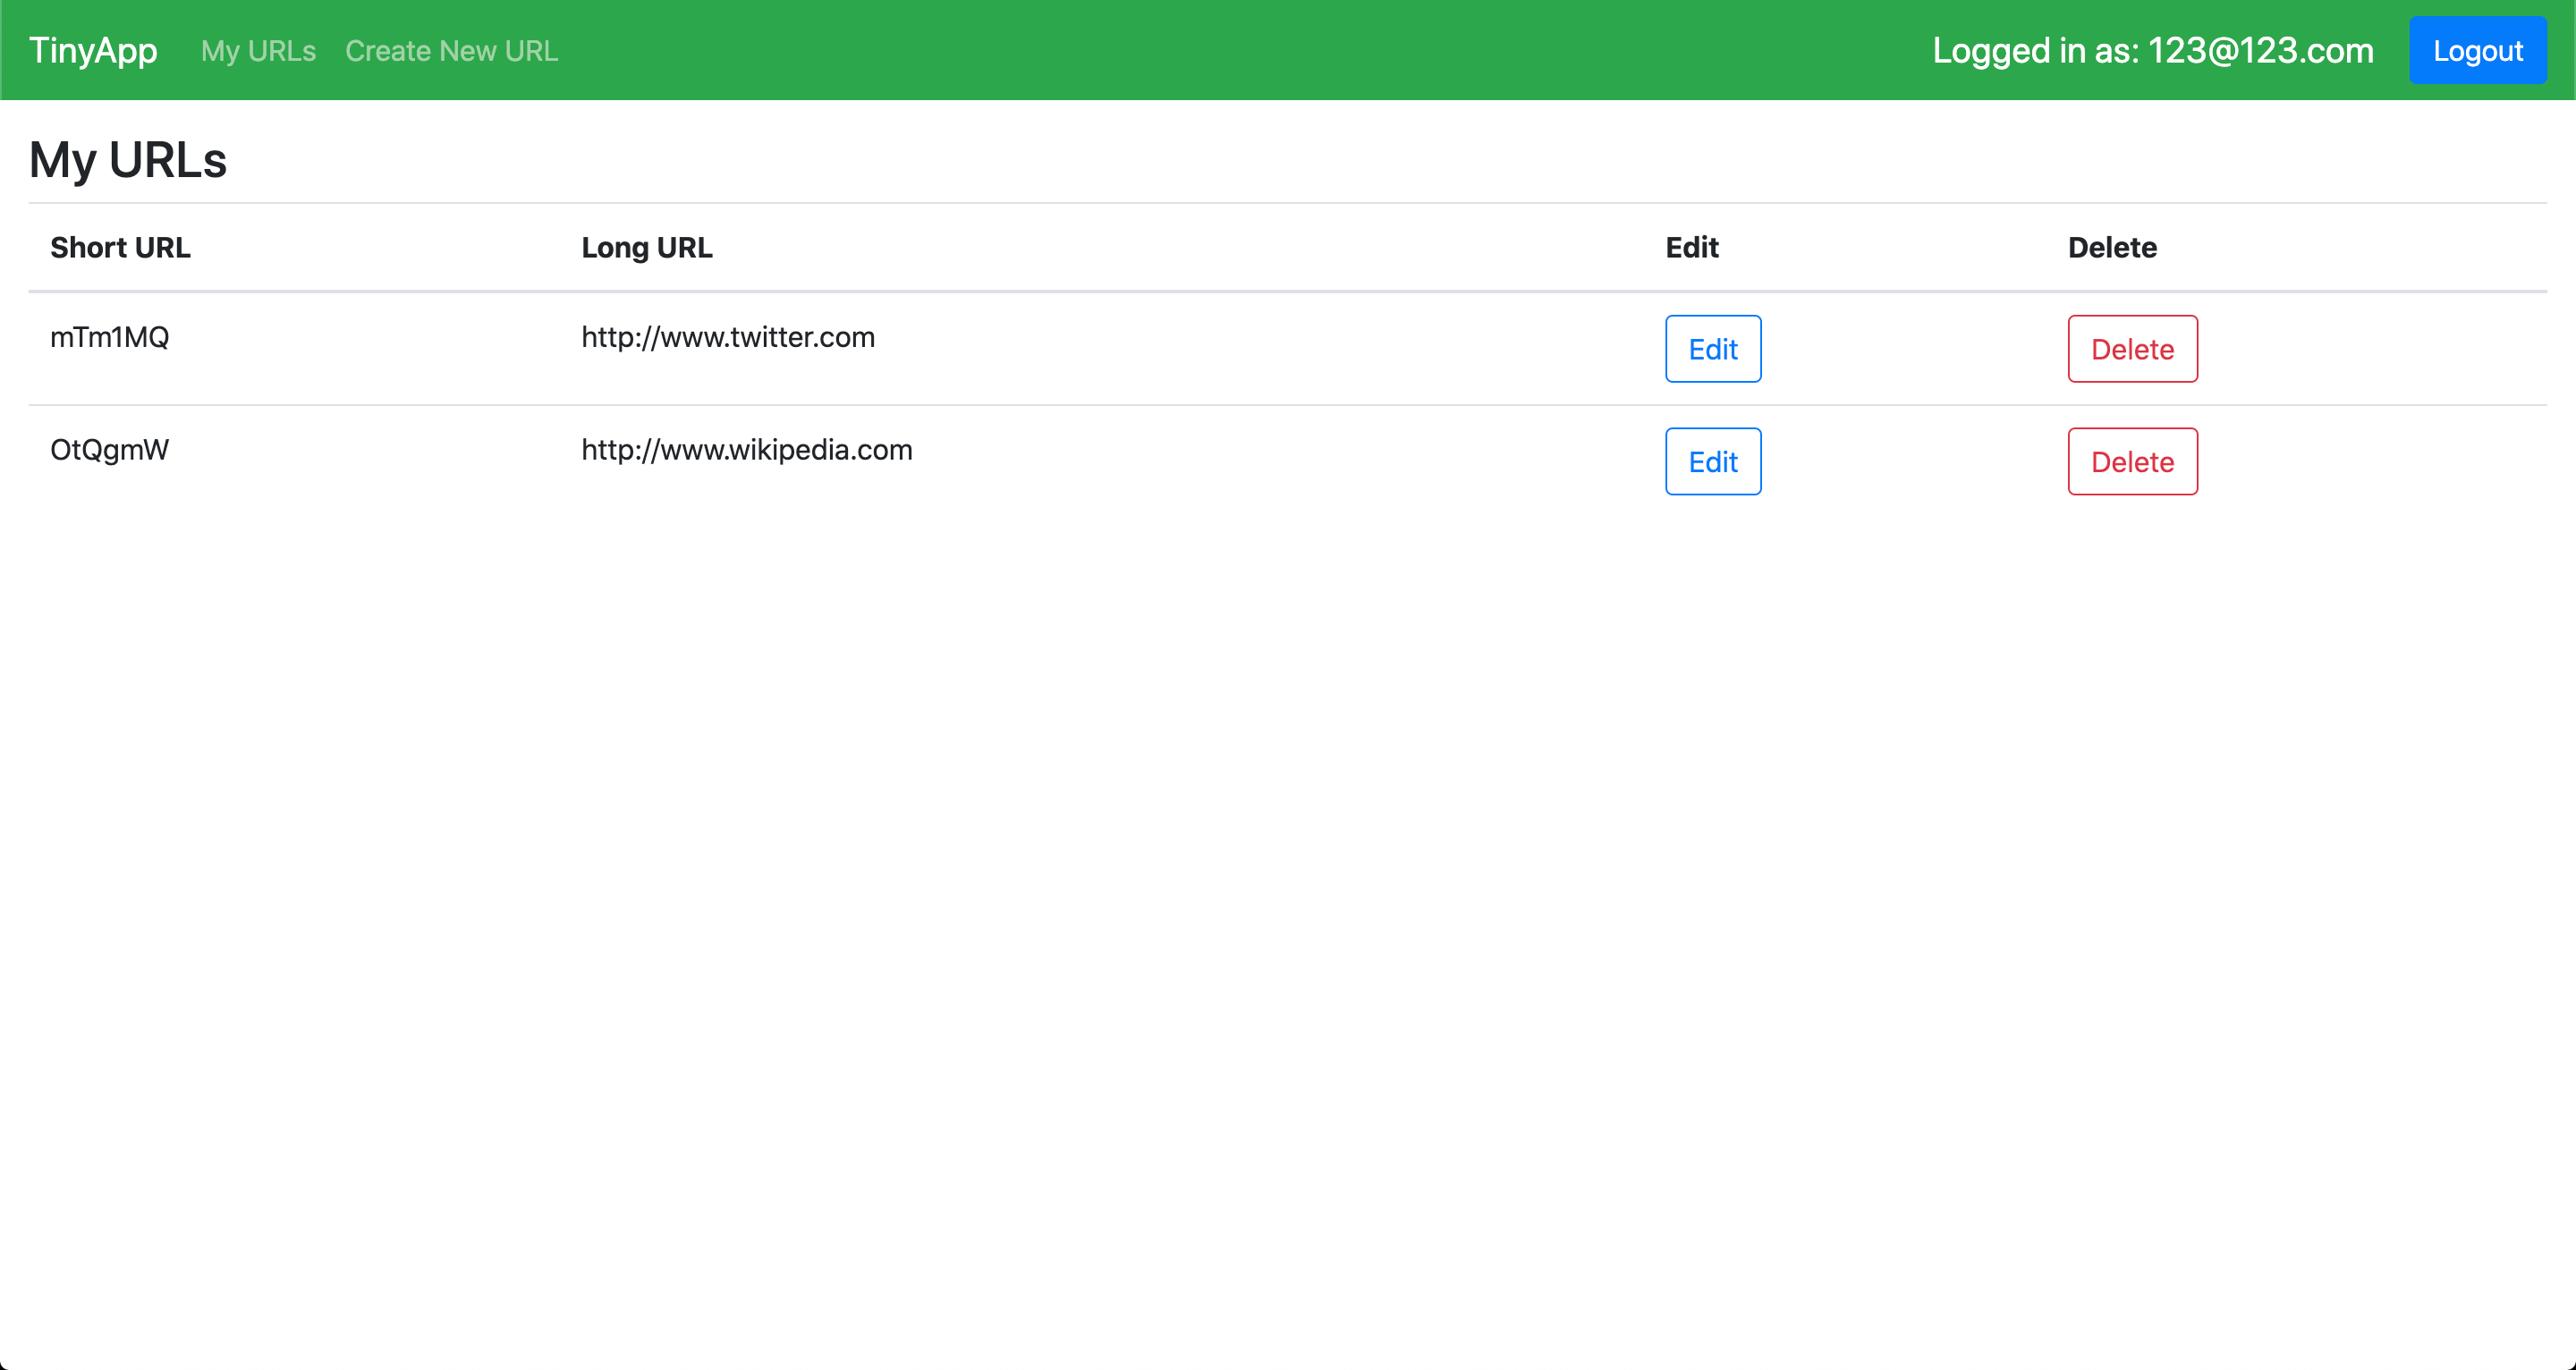 TinyApp My URLs Create New URL Logged in as: 123@123.com Logout
My URLs
Short URL Long URL Edit Delete
mTm1MQ http://www.twitter.com Edit Delete
OtQgmW http://www.wikipedia.com Edit Delete